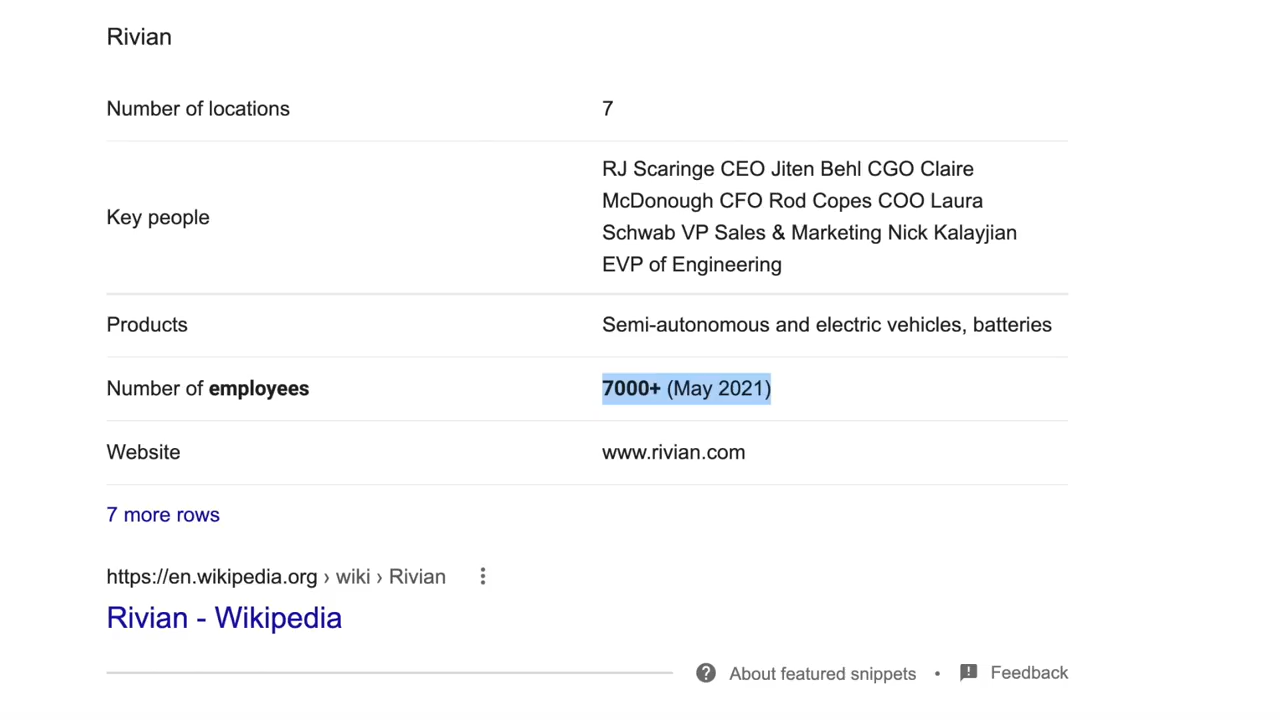 Rivian
Number of locations 7
Key people
RJ Scaringe CEO Jiten Behl CGO Claire
McDonough CFO Rod Copes COO Laura
Schwab VP Sales & Marketing Nick Kalayjian
EVP of Engineering
Products Semi-autonomous and electric vehicles, batteries
Number of employees 7000+ (May 2021)
Website www.rivian.com
7 more rows
https://en.wikipedia.org › wiki › Rivian
Rivian - Wikipedia
About featured snippets • Feedback